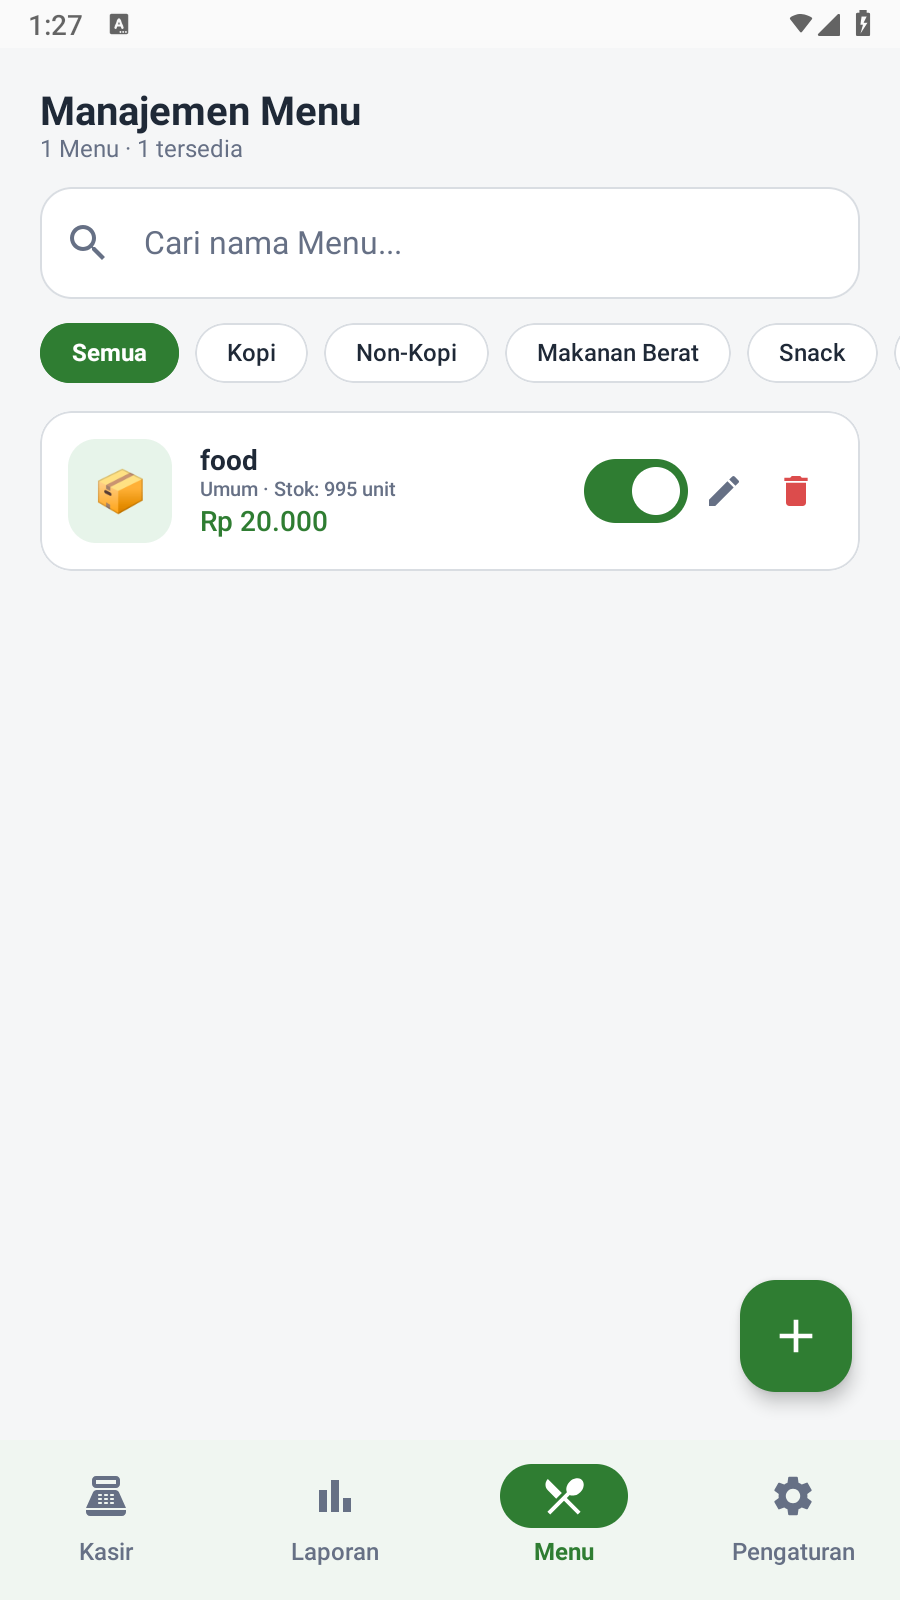 1:27
Manajemen Menu
1 Menu · 1 tersedia
Cari nama Menu...
Semua
Kopi
Non-Kopi
Makanan Berat
Snack
food
Umum · Stok: 995 unit
Rp 20.000
Kasir
Laporan
Menu
Pengaturan